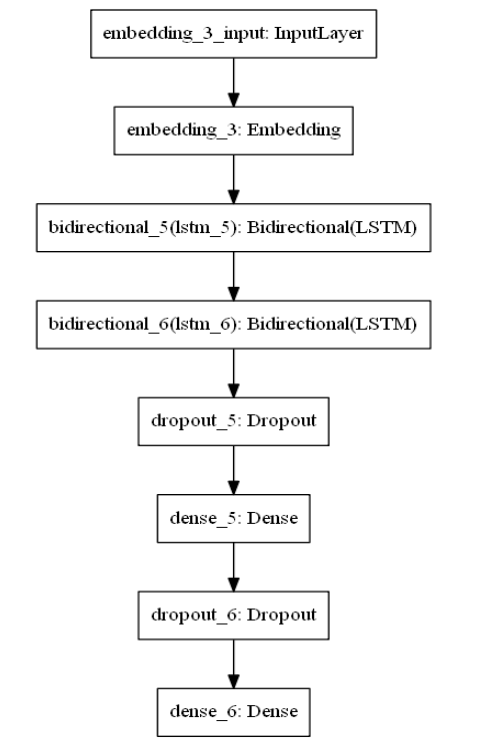 embedding_3_input: InputLayer
embedding_3: Embedding
bidirectional_5(lstm_5): Bidirectional(LSTM)
bidirectional_6(lstm_6): Bidirectional(LSTM)
dropout_5: Dropout
dense_5: Dense
dropout_6: Dropout
dense_6: Dense